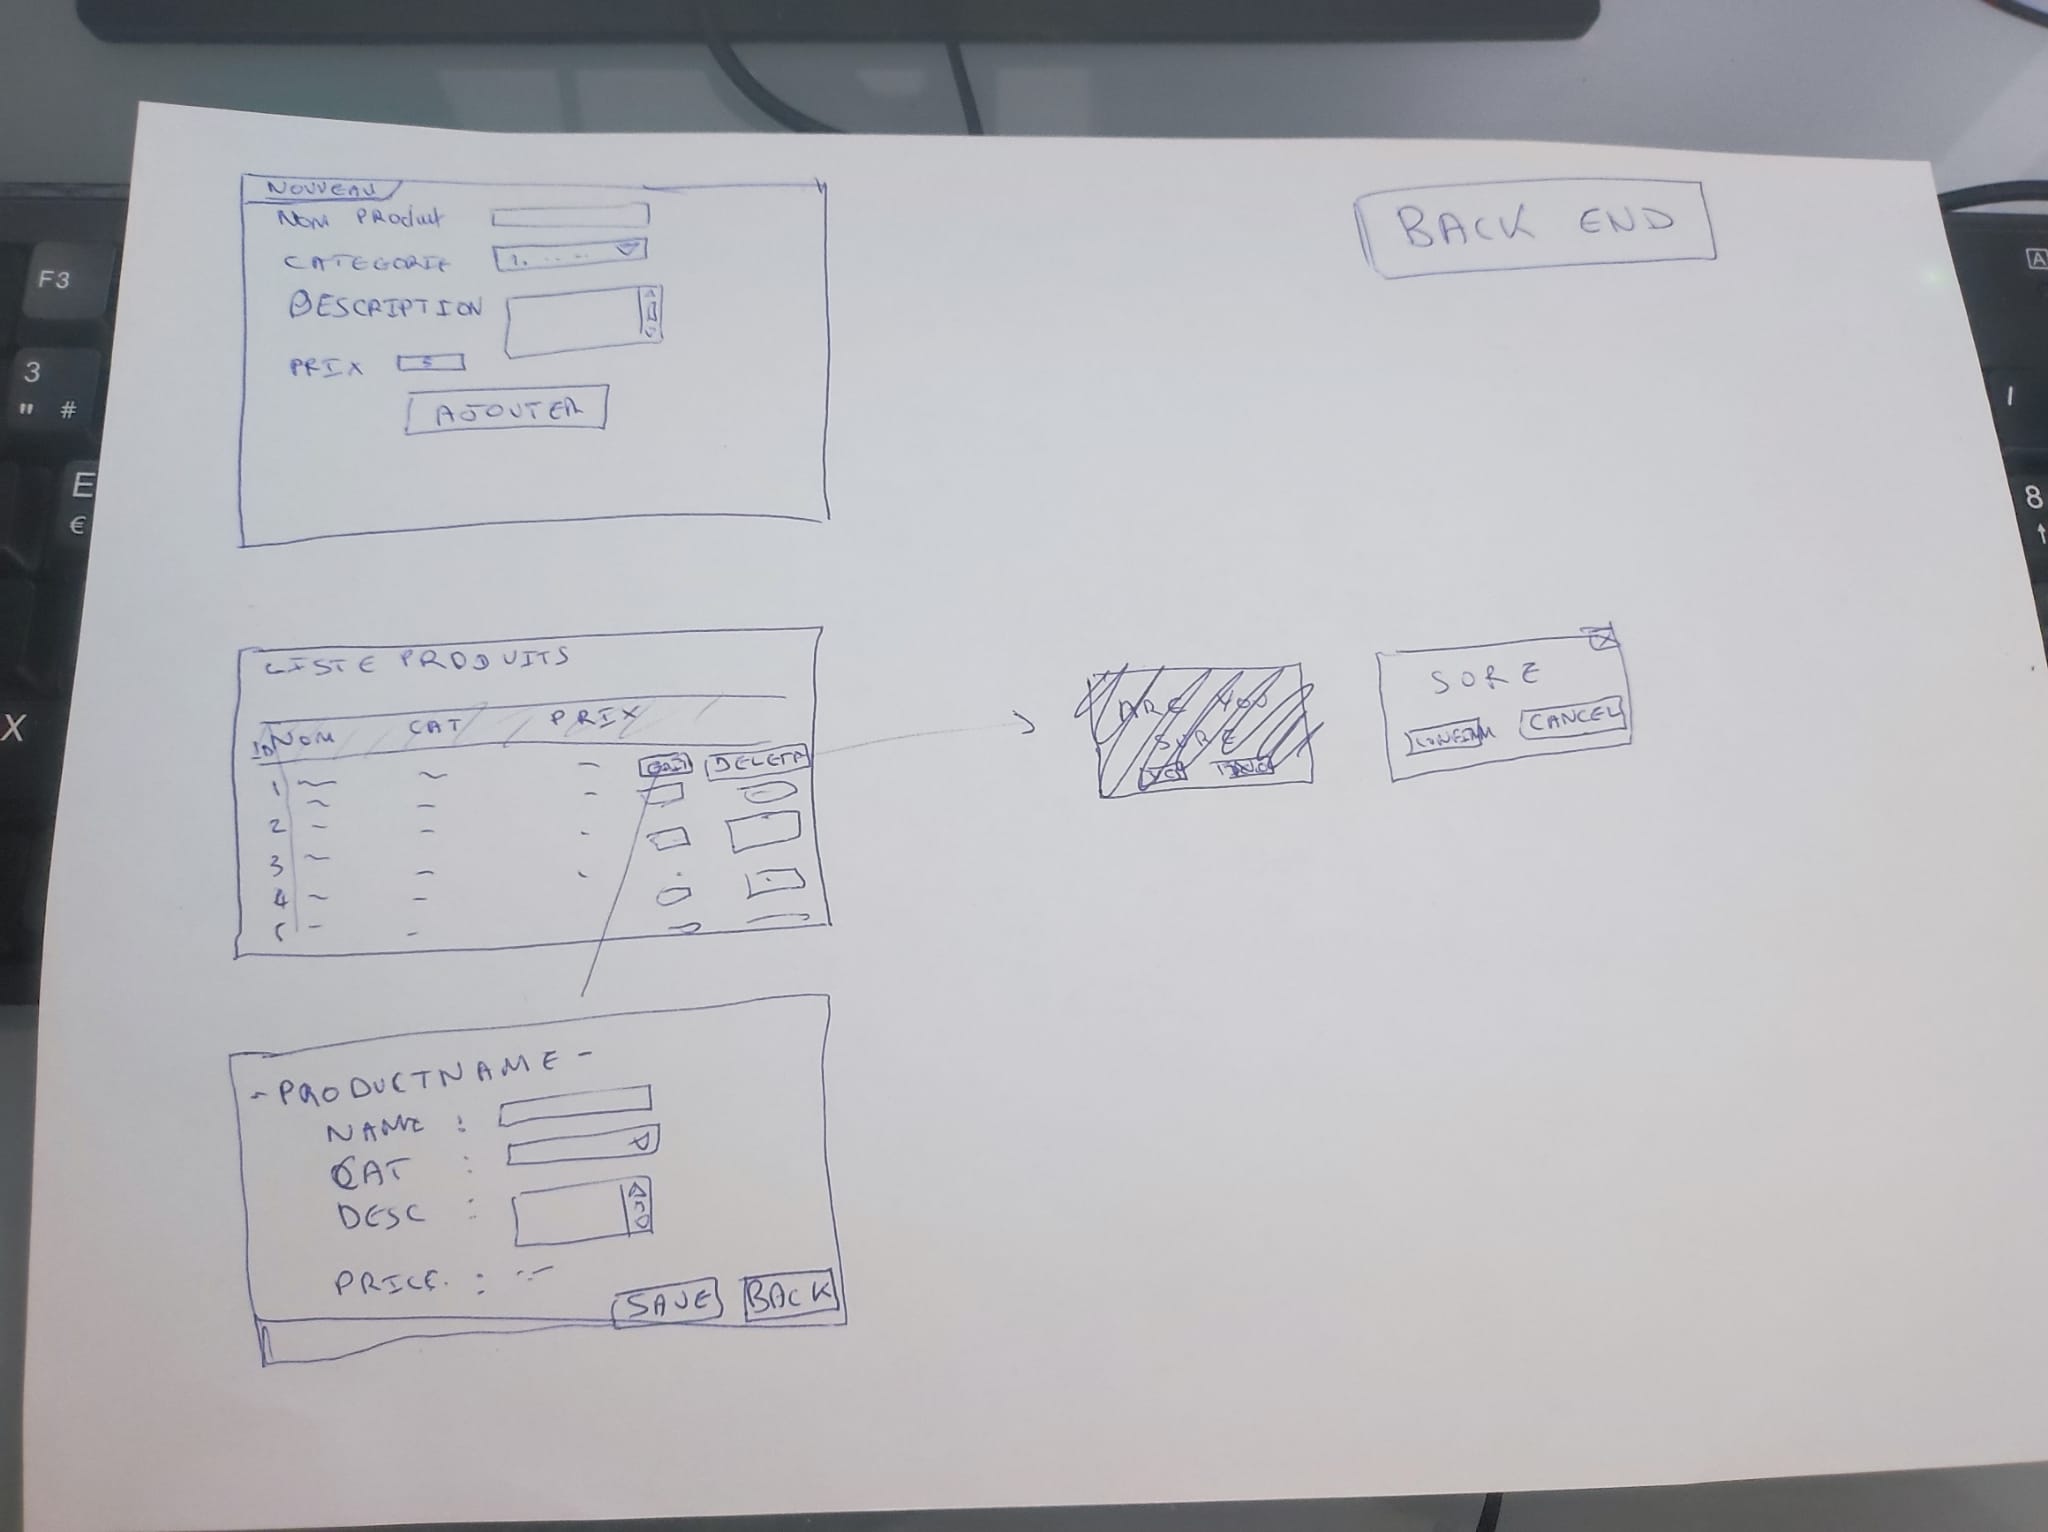 BACK END
NOUVEAU
NOM PRODUIT
CATEGORIE 1. . . . .
DESCRIPTION
PRIX 5
AJOUTER
LISTE PRODUITS
ID NOM CAT PRIX
1 EDIT DELETE
2
3
4
5
ARE YOU
SURE
YES
SURE
X
CONFIRM CANCEL
- PRODUCTNAME -
NAME :
CAT :
DESC :
PRICE :
SAVE BACK
F3
3
" #
E
€
X
A
I
8
↑